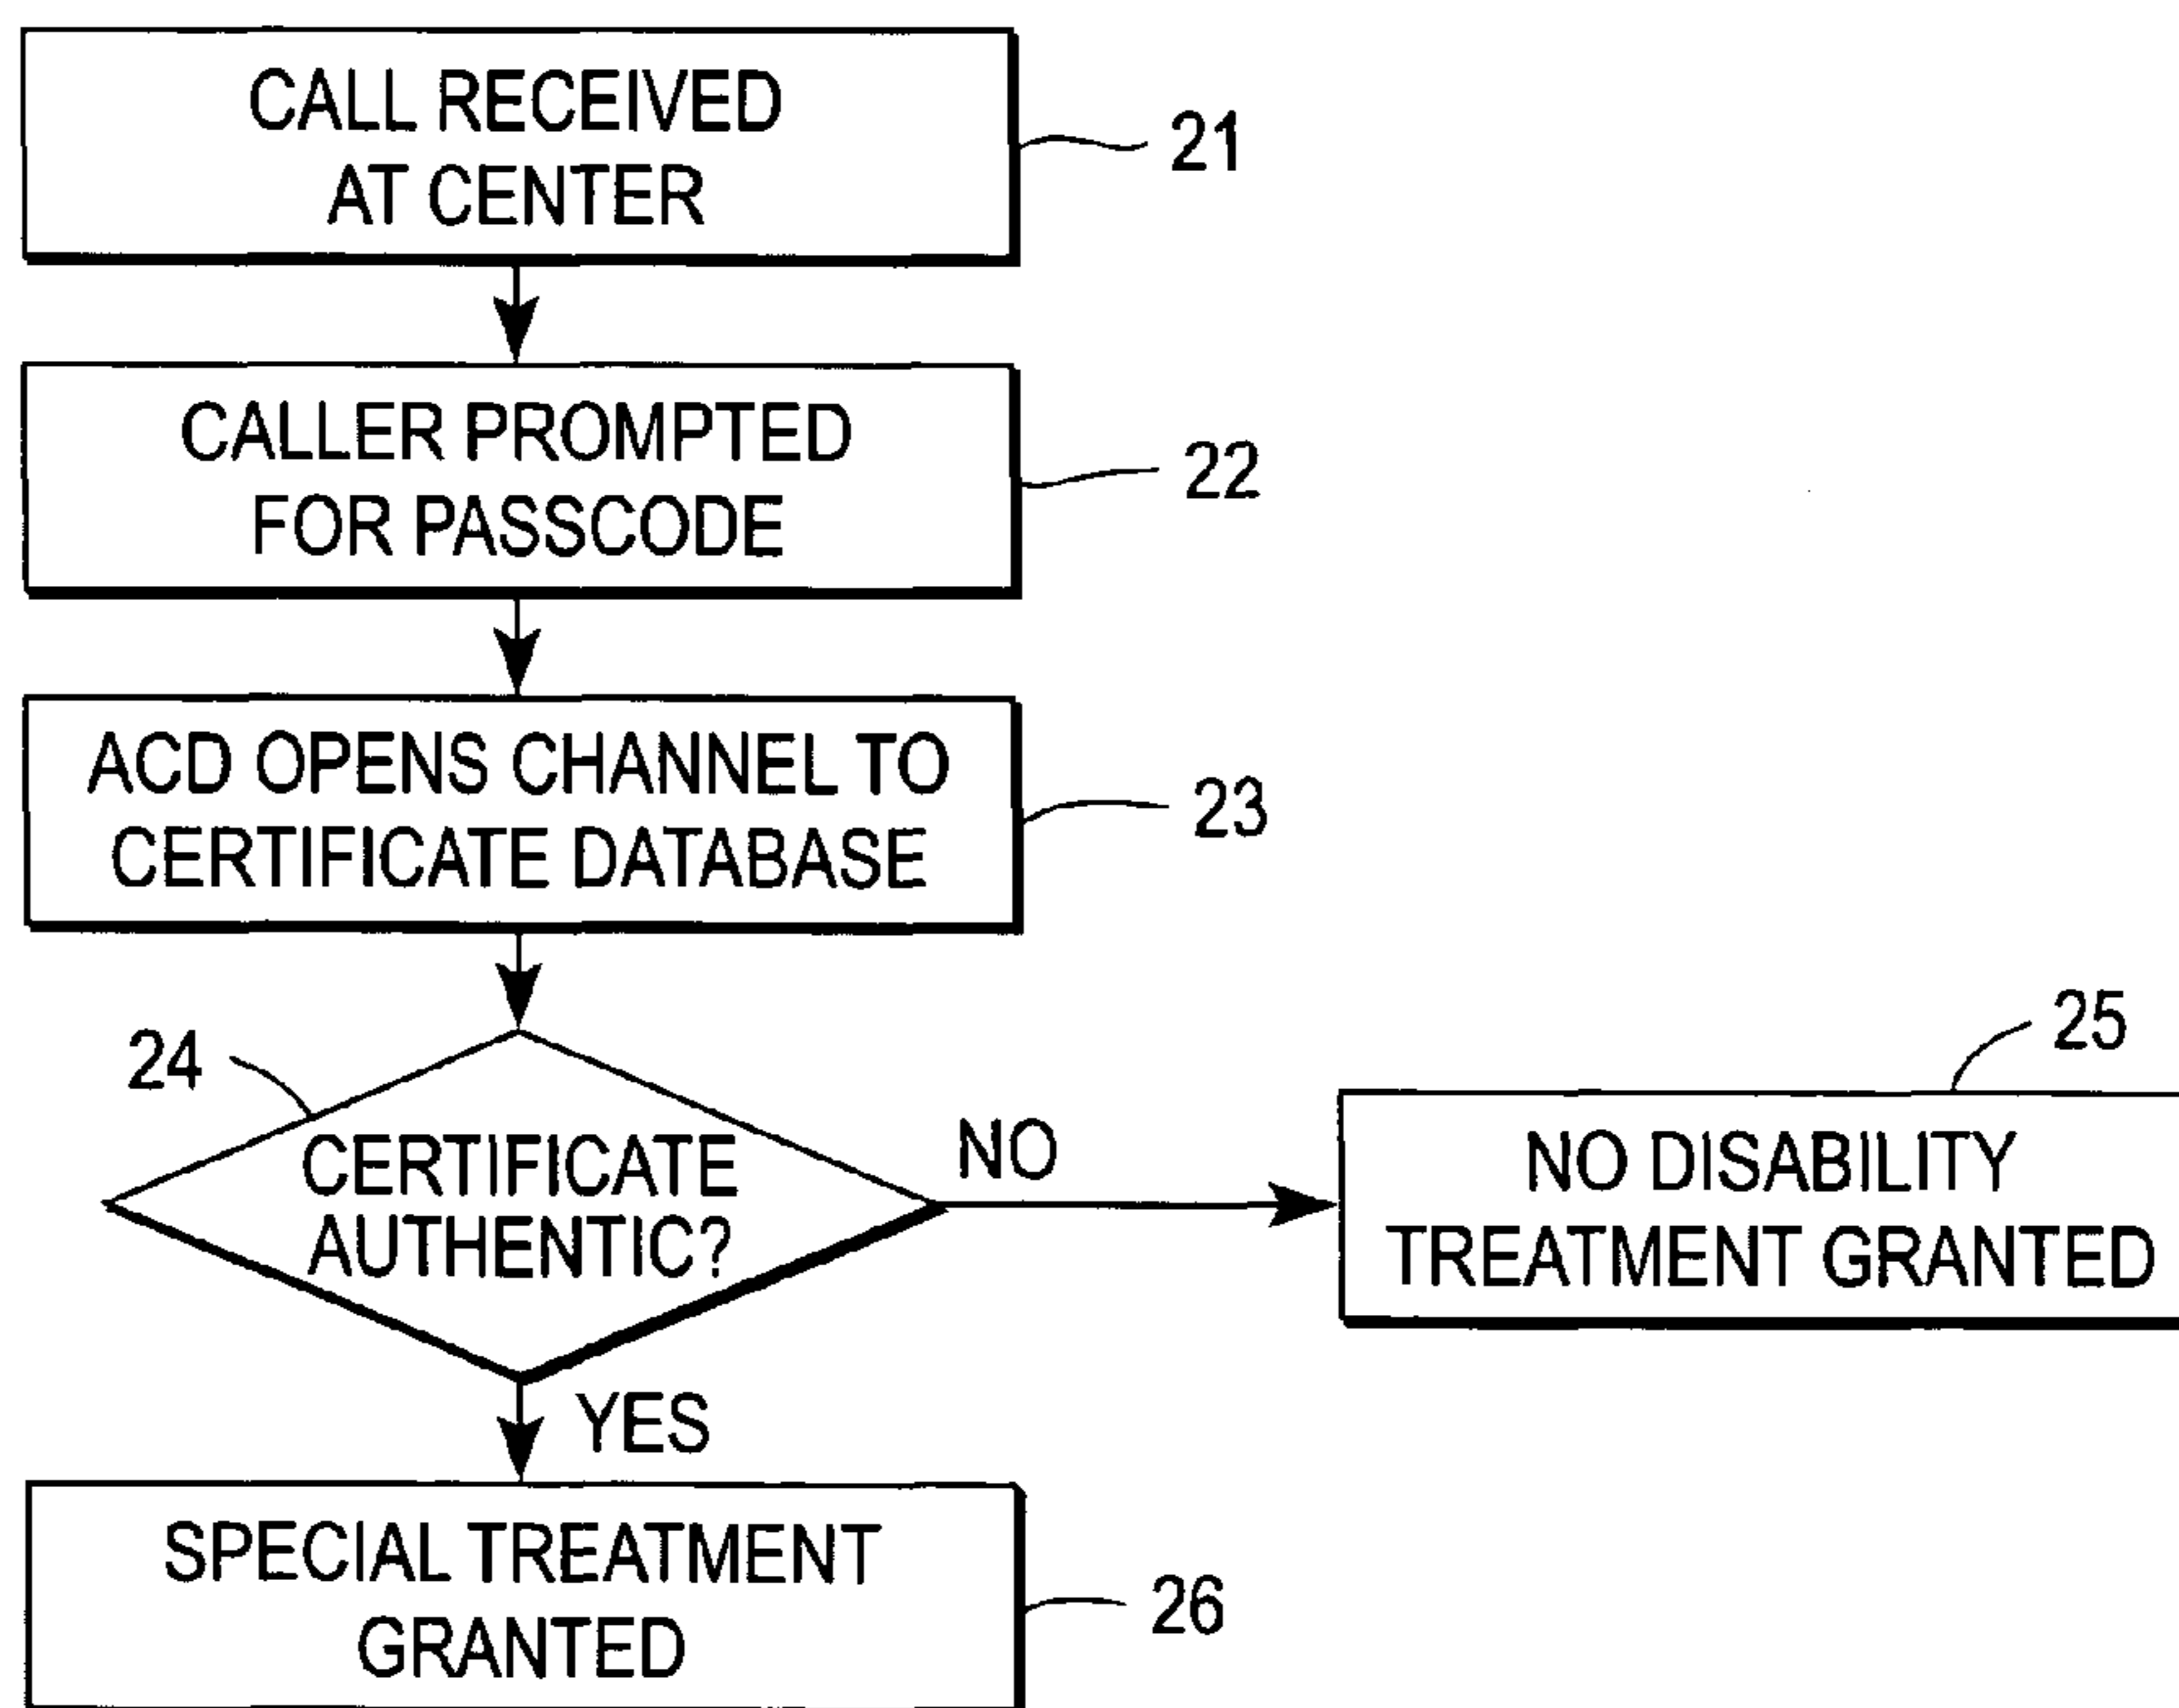 CALL RECEIVED
AT CENTER
21
CALLER PROMPTED
FOR PASSCODE
22
ACD OPENS CHANNEL TO
CERTIFICATE DATABASE
23
24
CERTIFICATE
AUTHENTIC?
NO
25
NO DISABILITY
TREATMENT GRANTED
YES
SPECIAL TREATMENT
GRANTED
26